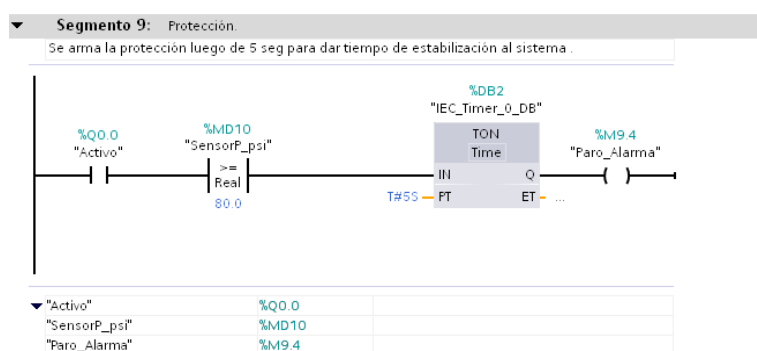 Segmento 9: Protección.
Se arma la protección luego de 5 seg para dar tiempo de estabilización al sistema .
%DB2
"IEC_Timer_0_DB"
%Q0.0
"Activo"
%MD10
"SensorP_psi"
>=
Real
80.0
TON
Time
IN Q
T#5S PT ET ...
%M9.4
"Paro_Alarma"
"Activo" %Q0.0
"SensorP_psi" %MD10
"Paro_Alarma" %M9.4